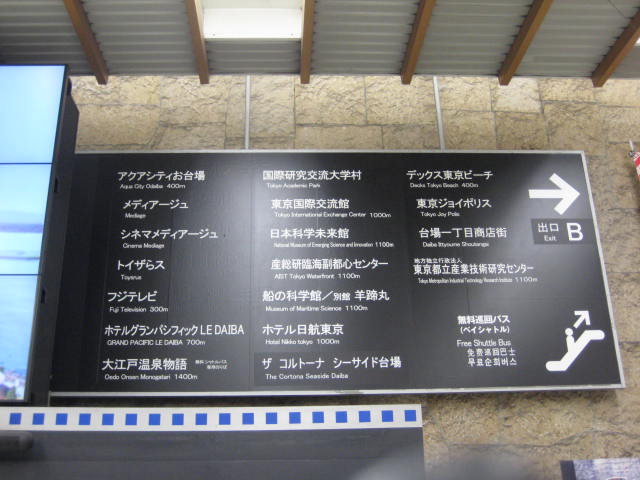 アクアシティお台場
Aqua City Odaiba 400m
メディアージュ
Mediage
シネマメディアージュ
Cinema Mediage
トイザらス
Toysrus
フジテレビ
Fuji Television 300m
ホテルグランパシフィック LE DAIBA
GRAND PACIFIC LE DAIBA 700m
大江戸温泉物語 無料シャトルバス
Oedo Onsen Monogatari 1400m
国際研究交流大学村
Tokyo Academic Park
東京国際交流館
Tokyo International Exchange Center 1000m
日本科学未来館
National Museum of Emerging Science and Innovation 1100m
産総研臨海副都心センター
AIST Tokyo Waterfront 1100m
船の科学館／別館 羊蹄丸
Museum of Maritime Science 1100m
ホテル日航東京
Hotel Nikko tokyo 1000m
ザ コルトーナ シーサイド台場
The Cortona Seaside Daiba
デックス東京ビーチ
Decks Tokyo Beach 400m
東京ジョイポリス
Tokyo Joy Polis
台場一丁目商店街
Daiba Ittyoume Shoutengai
地方独立行政法人
東京都立産業技術研究センター
Tokyo Metropolitan Industrial Technology Research Institute 1100m
無料巡回バス
(ベイシャトル)
Free Shuttle Bus
免费巡回巴士
무료순회버스
出口
Exit
B